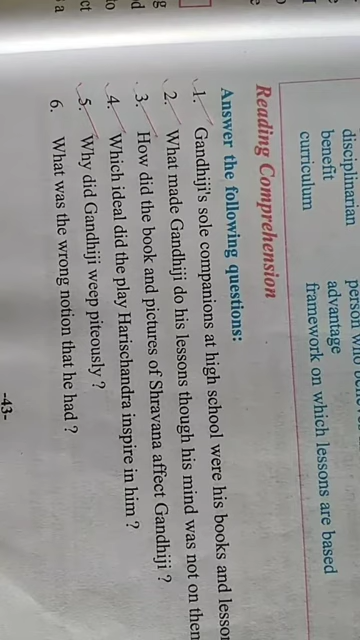 disciplinarian
benefit advantage
curriculum framework on which lessons are based
Reading Comprehension
Answer the following questions:
1. Gandhiji's sole companions at high school were his books and
2. What made Gandhiji do his lessons though his mind was not on
3. How did the book and pictures of Shravana affect Gandhiji ?
4. Which ideal did the play Harischandra inspire in him ?
5. Why did Gandhiji weep piteously ?
6. What was the wrong notion that he had ?
-43-